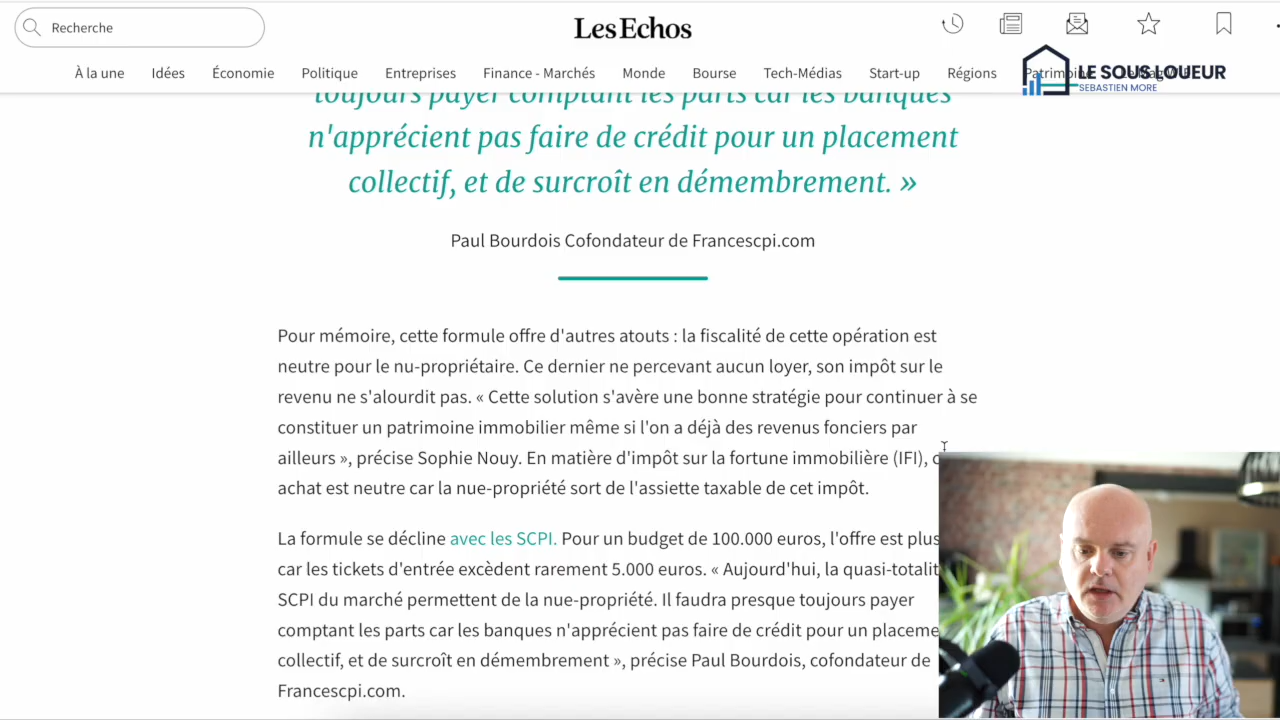 Recherche
Les Echos
À la une Idées Économie Politique Entreprises Finance - Marchés Monde Bourse Tech-Médias Start-up Régions Patrimoine
LE SOUS LOUEUR
SEBASTIEN MORE
toujours payer comptant les parts car les banques
n'apprécient pas faire de crédit pour un placement
collectif, et de surcroît en démembrement. »
Paul Bourdois Cofondateur de Francescpi.com
Pour mémoire, cette formule offre d'autres atouts : la fiscalité de cette opération est
neutre pour le nu-propriétaire. Ce dernier ne percevant aucun loyer, son impôt sur le
revenu ne s'alourdit pas. « Cette solution s'avère une bonne stratégie pour continuer à se
constituer un patrimoine immobilier même si l'on a déjà des revenus fonciers par
ailleurs », précise Sophie Nouy. En matière d'impôt sur la fortune immobilière (IFI),
achat est neutre car la nue-propriété sort de l'assiette taxable de cet impôt.
La formule se décline avec les SCPI. Pour un budget de 100.000 euros, l'offre est plus
car les tickets d'entrée excèdent rarement 5.000 euros. « Aujourd'hui, la quasi-totalit
SCPI du marché permettent de la nue-propriété. Il faudra presque toujours payer
comptant les parts car les banques n'apprécient pas faire de crédit pour un placeme
collectif, et de surcroît en démembrement », précise Paul Bourdois, cofondateur de
Francescpi.com.